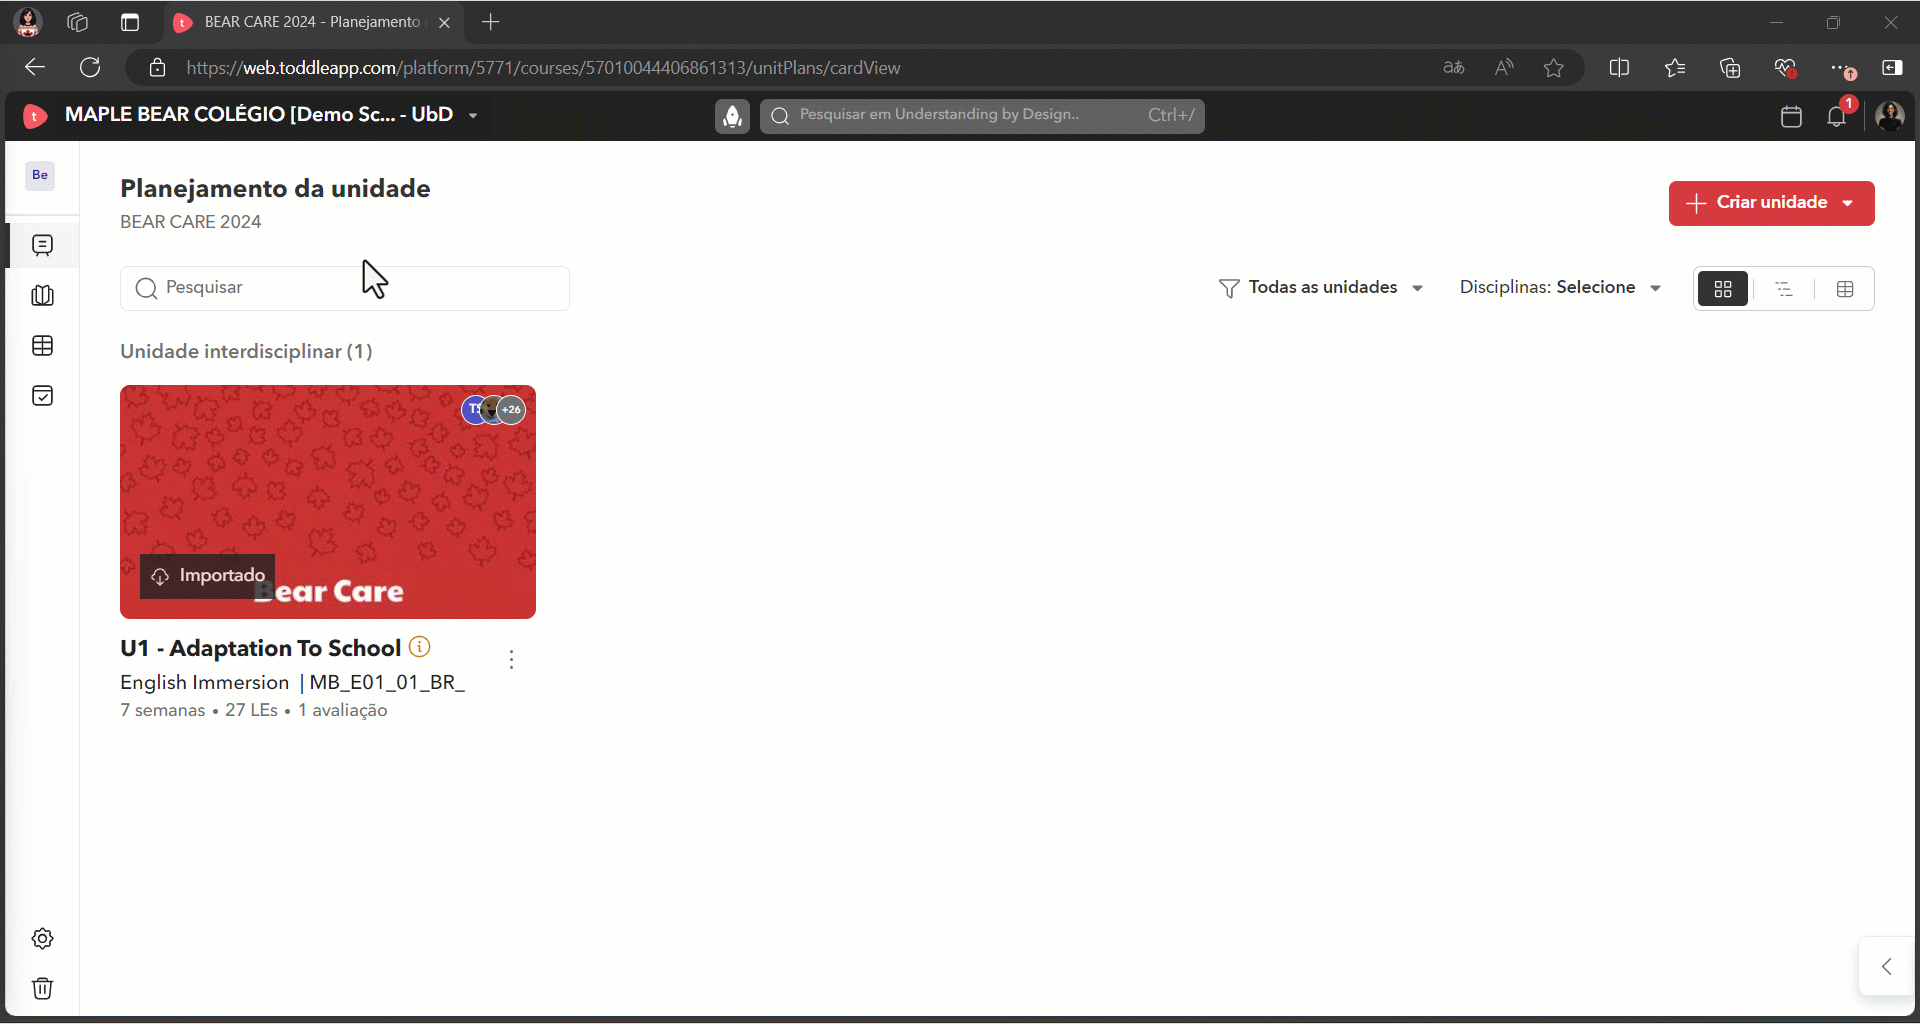 BEAR CARE 2024 - Planejamento
https://web.toddleapp.com/platform/5771/courses/57010044406861313/unitPlans/cardView
t MAPLE BEAR COLÉGIO [Demo Sc... - UbD
Pesquisar em Understanding by Design.. Ctrl+/
1
Be
Planejamento da unidade
BEAR CARE 2024
Criar unidade
Pesquisar
Todas as unidades
Disciplinas: Selecione
Unidade interdisciplinar (1)
+26
Importado
Bear Care
U1 - Adaptation To School
English Immersion | MB_E01_01_BR_
7 semanas • 27 LEs • 1 avaliação